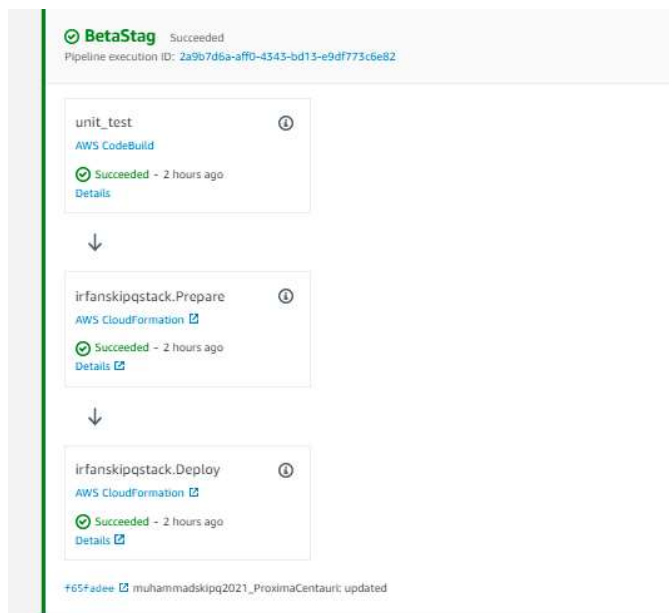 BetaStag Succeeded
Pipeline execution ID: 2a9b7d6a-aff0-4343-bd13-e9df773c6e82
unit_test
AWS CodeBuild
Succeeded - 2 hours ago
Details
irfanskipqstack.Prepare
AWS CloudFormation
Succeeded - 2 hours ago
Details
irfanskipqstack.Deploy
AWS CloudFormation
Succeeded - 2 hours ago
Details
f65fadee muhammadskipq2021_ProximaCentauri: updated